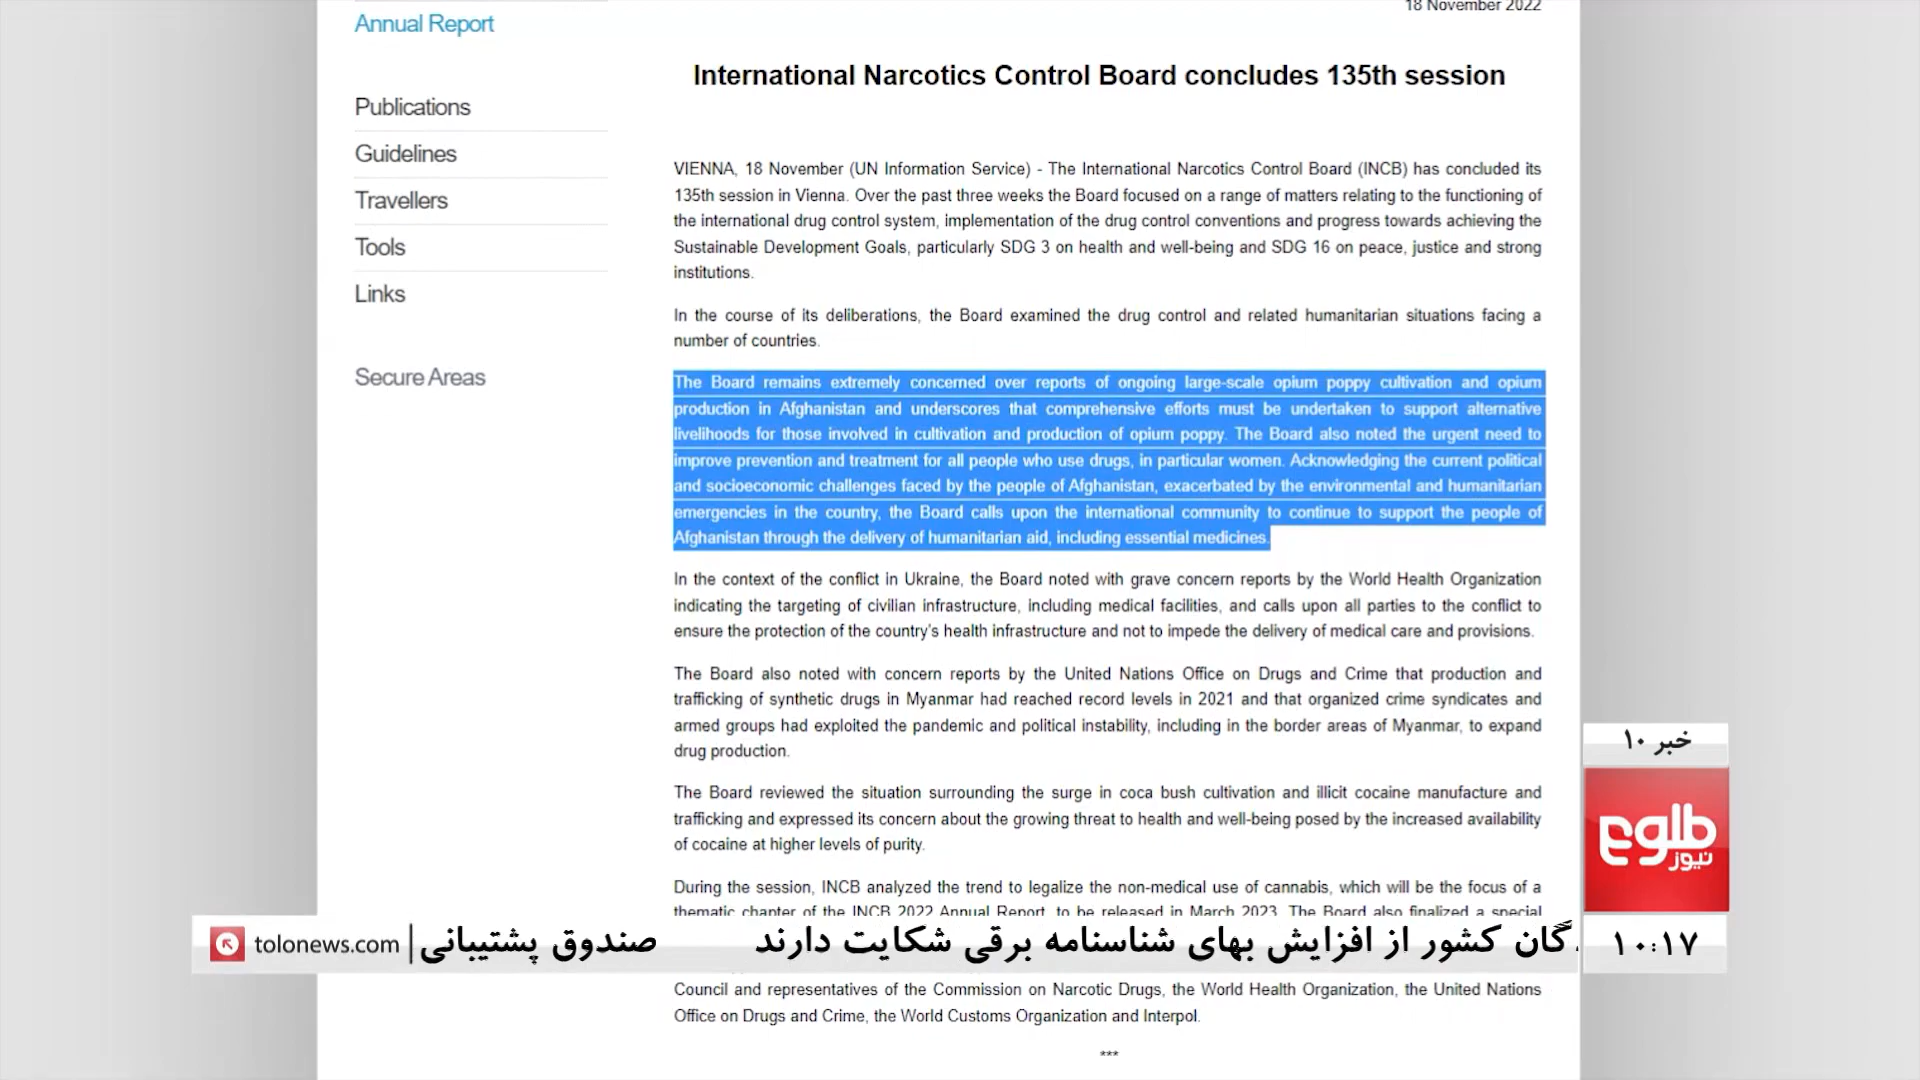 18 November 2022
Annual Report
International Narcotics Control Board concludes 135th session
Publications
Guidelines
Travellers
Tools
Links
Secure Areas
VIENNA, 18 November (UN Information Service) - The International Narcotics Control Board (INCB) has concluded its
135th session in Vienna. Over the past three weeks the Board focused on a range of matters relating to the functioning of
the international drug control system, implementation of the drug control conventions and progress towards achieving the
Sustainable Development Goals, particularly SDG 3 on health and well-being and SDG 16 on peace, justice and strong
institutions.
In the course of its deliberations, the Board examined the drug control and related humanitarian situations facing a
number of countries.
The Board remains extremely concerned over reports of ongoing large-scale opium poppy cultivation and opium
production in Afghanistan and underscores that comprehensive efforts must be undertaken to support alternative
livelihoods for those involved in cultivation and production of opium poppy. The Board also noted the urgent need to
improve prevention and treatment for all people who use drugs, in particular women. Acknowledging the current political
and socioeconomic challenges faced by the people of Afghanistan, exacerbated by the environmental and humanitarian
emergencies in the country, the Board calls upon the international community to continue to support the people of
Afghanistan through the delivery of humanitarian aid, including essential medicines.
In the context of the conflict in Ukraine, the Board noted with grave concern reports by the World Health Organization
indicating the targeting of civilian infrastructure, including medical facilities, and calls upon all parties to the conflict to
ensure the protection of the country's health infrastructure and not to impede the delivery of medical care and provisions.
The Board also noted with concern reports by the United Nations Office on Drugs and Crime that production and
trafficking of synthetic drugs in Myanmar had reached record levels in 2021 and that organized crime syndicates and
armed groups had exploited the pandemic and political instability, including in the border areas of Myanmar, to expand
drug production.
The Board reviewed the situation surrounding the surge in coca bush cultivation and illicit cocaine manufacture and
trafficking and expressed its concern about the growing threat to health and well-being posed by the increased availability
of cocaine at higher levels of purity.
During the session, INCB analyzed the trend to legalize the non-medical use of cannabis, which will be the focus of a
thematic chapter of the INCB 2022 Annual Report, to be released in March 2023. The Board also finalized a special
Council and representatives of the Commission on Narcotic Drugs, the World Health Organization, the United Nations
Office on Drugs and Crime, the World Customs Organization and Interpol.
***
خبر ۱۰
طلوع
نیوز
۱۰:۱۷
گان کشور از افزایش بهای شناسنامه برقی شکایت دارند
صندوق پشتیبانی
tolonews.com